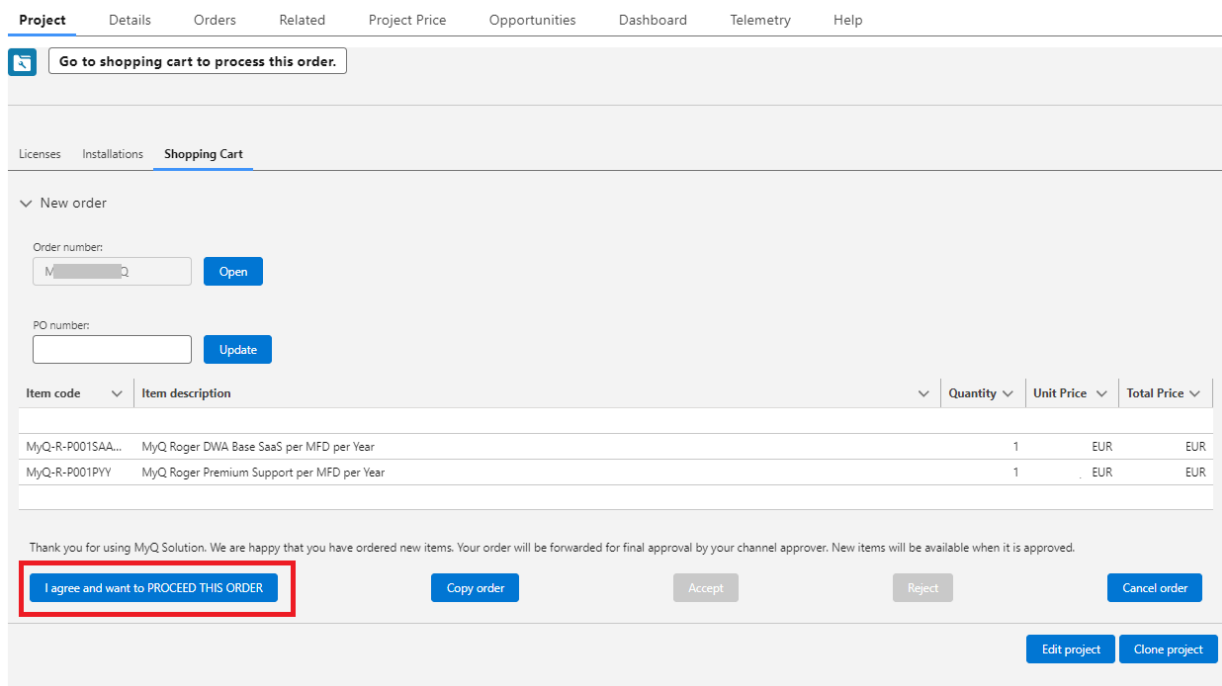 Project Details Orders Related Project Price Opportunities Dashboard Telemetry Help
Go to shopping cart to process this order.
Licenses Installations Shopping Cart
New order
Order number:
M Q Open
PO number:
Update
Item code Item description Quantity Unit Price Total Price
MyQ-R-P001SAA... MyQ Roger DWA Base SaaS per MFD per Year 1 EUR EUR
MyQ-R-P001PYY MyQ Roger Premium Support per MFD per Year 1 EUR EUR
Thank you for using MyQ Solution. We are happy that you have ordered new items. Your order will be forwarded for final approval by your channel approver. New items will be available when it is approved.
I agree and want to PROCEED THIS ORDER Copy order Accept Reject Cancel order
Edit project Clone project